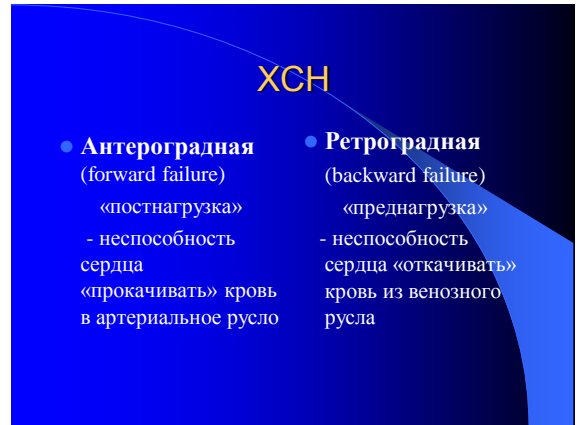 ХСН
Антероградная
(forward failure)
«постнагрузка»
- неспособность
сердца
«прокачивать» кровь
в артериальное русло
Ретроградная
(backward failure)
«преднагрузка»
- неспособность
сердца «откачивать»
кровь из венозного
русла